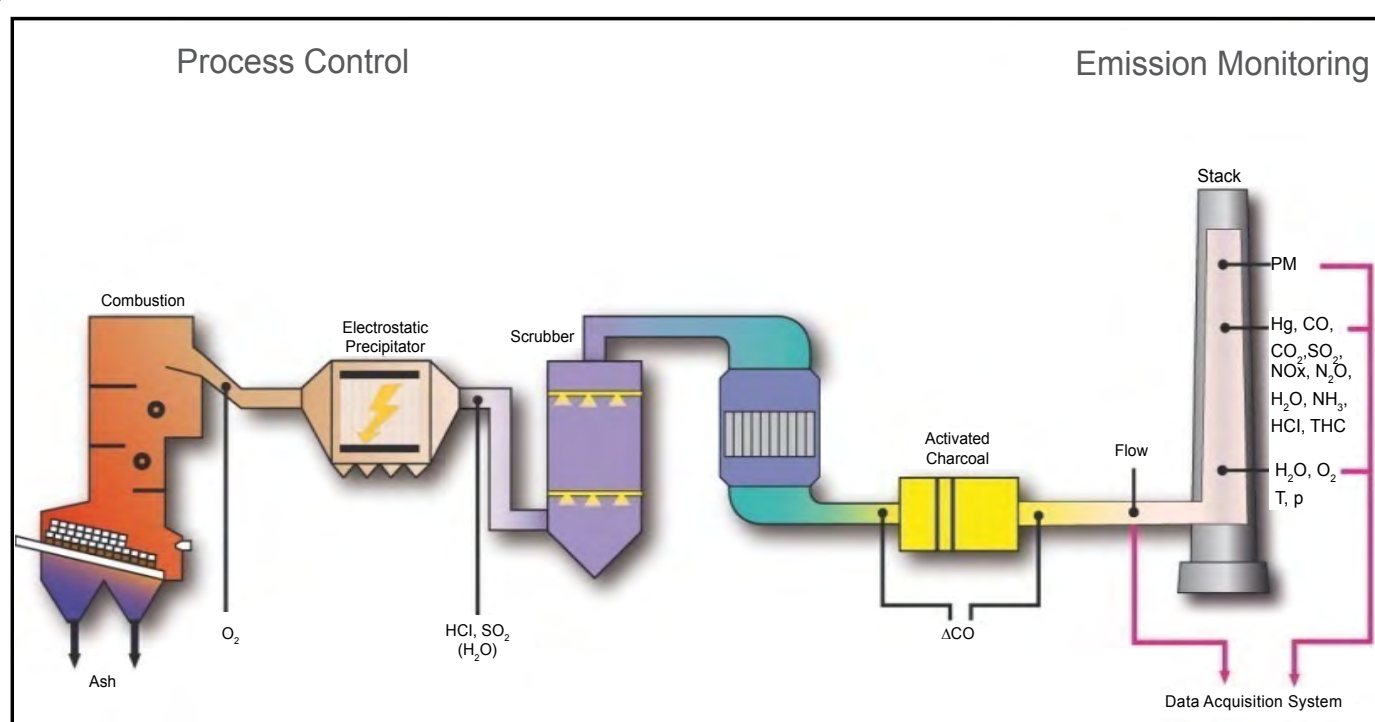 Process Control
Emission Monitoring
Stack
PM
Combustion
Electrostatic
Precipitator
Scrubber
Hg, CO,
CO₂,SO₂,
NOx, N₂O,
H₂O, NH₃,
HCl, THC
Activated
Charcoal
Flow
H₂O, O₂
T, p
O₂
HCl, SO₂
(H₂O)
ΔCO
Ash
Data Acquisition System